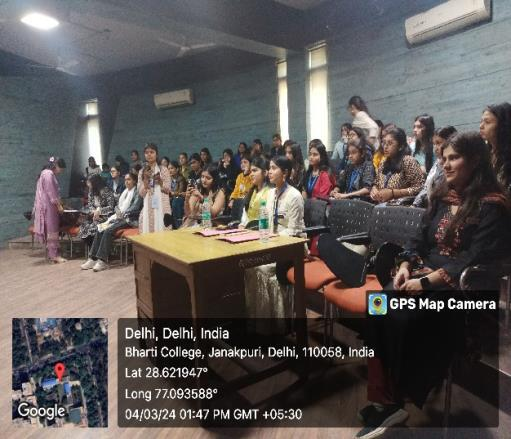 GPS Map Camera
Delhi, Delhi, India
Bharti College, Janakpuri, Delhi, 110058, India
Lat 28.621947°
Long 77.093588°
04/03/24 01:47 PM GMT +05:30
Google